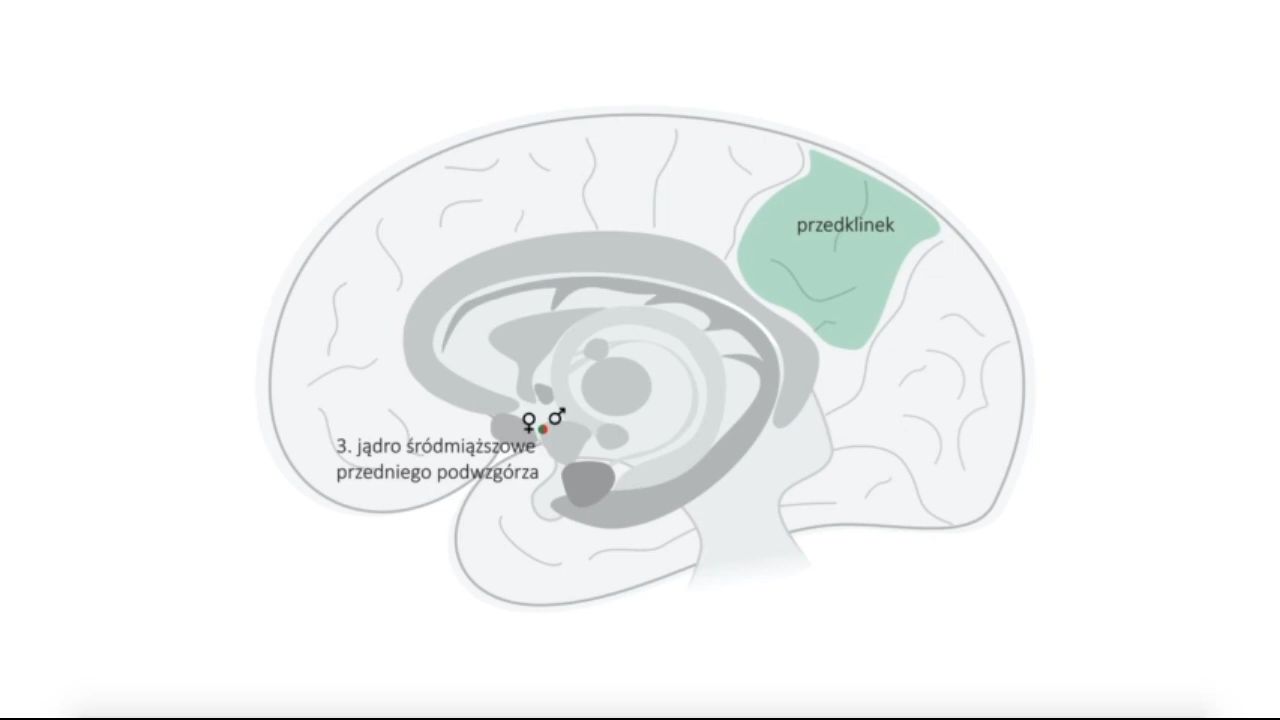 przedklinek
♀ ♂
3. jądro śródmiąższowe
przedniego podwzgórza